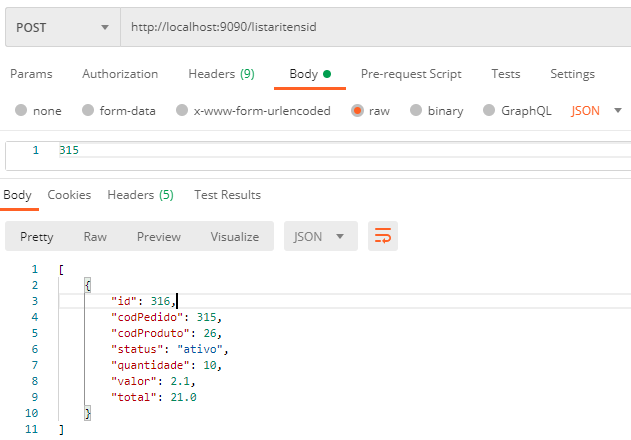 POST http://localhost:9090/listaritensid
Params Authorization Headers (9) Body Pre-request Script Tests Settings
none form-data x-www-form-urlencoded raw binary GraphQL JSON
1 315
Body Cookies Headers (5) Test Results
Pretty Raw Preview Visualize JSON
1 [
2 {
3 "id": 316,
4 "codPedido": 315,
5 "codProduto": 26,
6 "status": "ativo",
7 "quantidade": 10,
8 "valor": 2.1,
9 "total": 21.0
10 }
11 ]